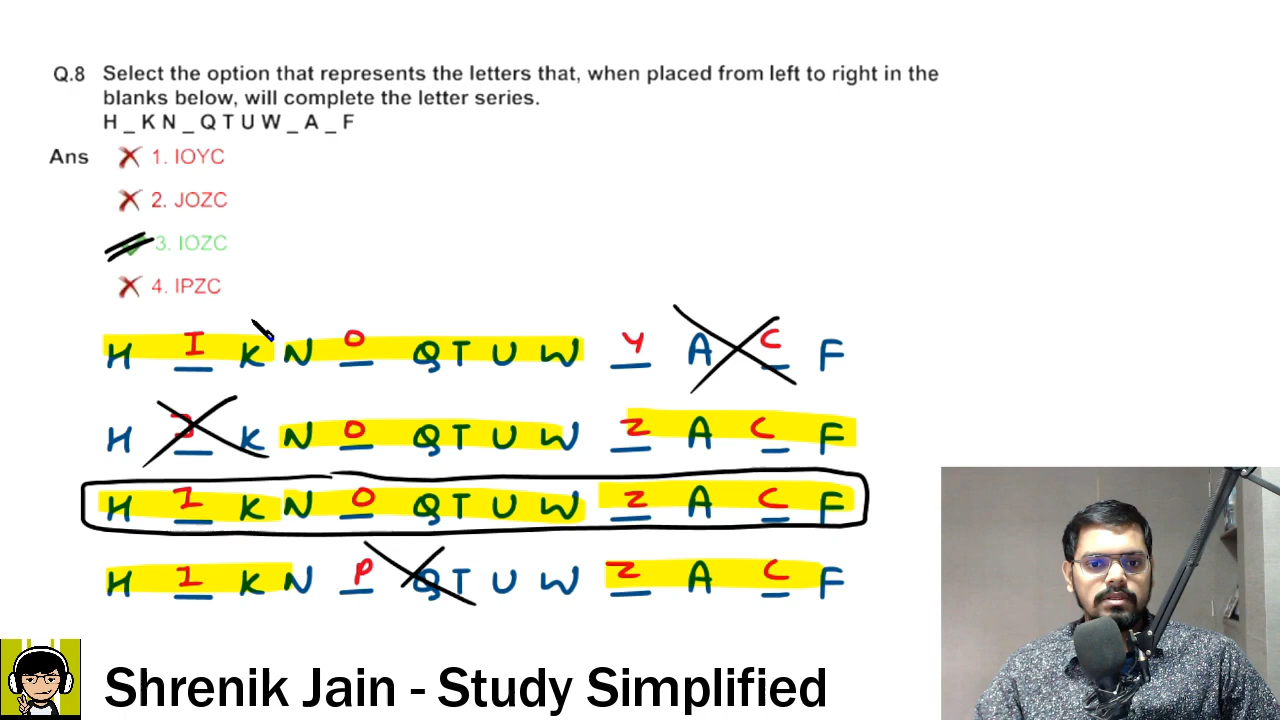 Q.8 Select the option that represents the letters that, when placed from left to right in the
blanks below, will complete the letter series.
H _ K N _ Q T U W _ A _ F
Ans 1. IOYC
2. JOZC
3. IOZC
4. IPZC
H I K N O Q T U W Y A C F
H J K N O Q T U W Z A C F
H I K N O Q T U W Z A C F
H I K N P Q T U W Z A C F
Shrenik Jain - Study Simplified